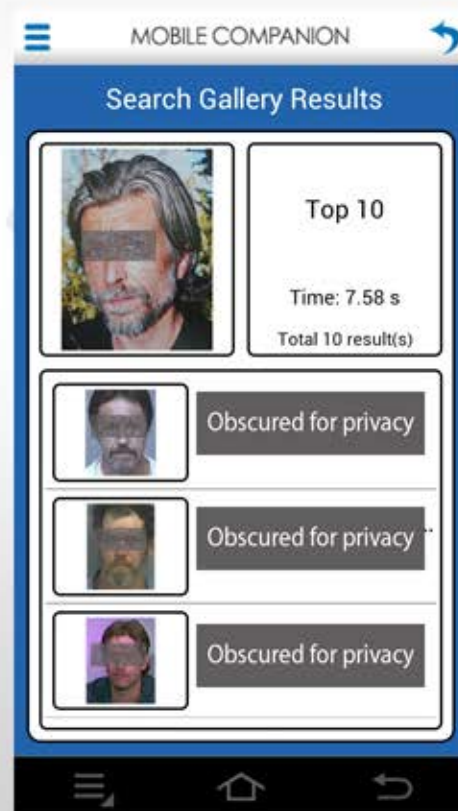 MOBILE COMPANION
Search Gallery Results
Top 10
Time: 7.58 s
Total 10 result(s)
Obscured for privacy
Obscured for privacy
..
Obscured for privacy